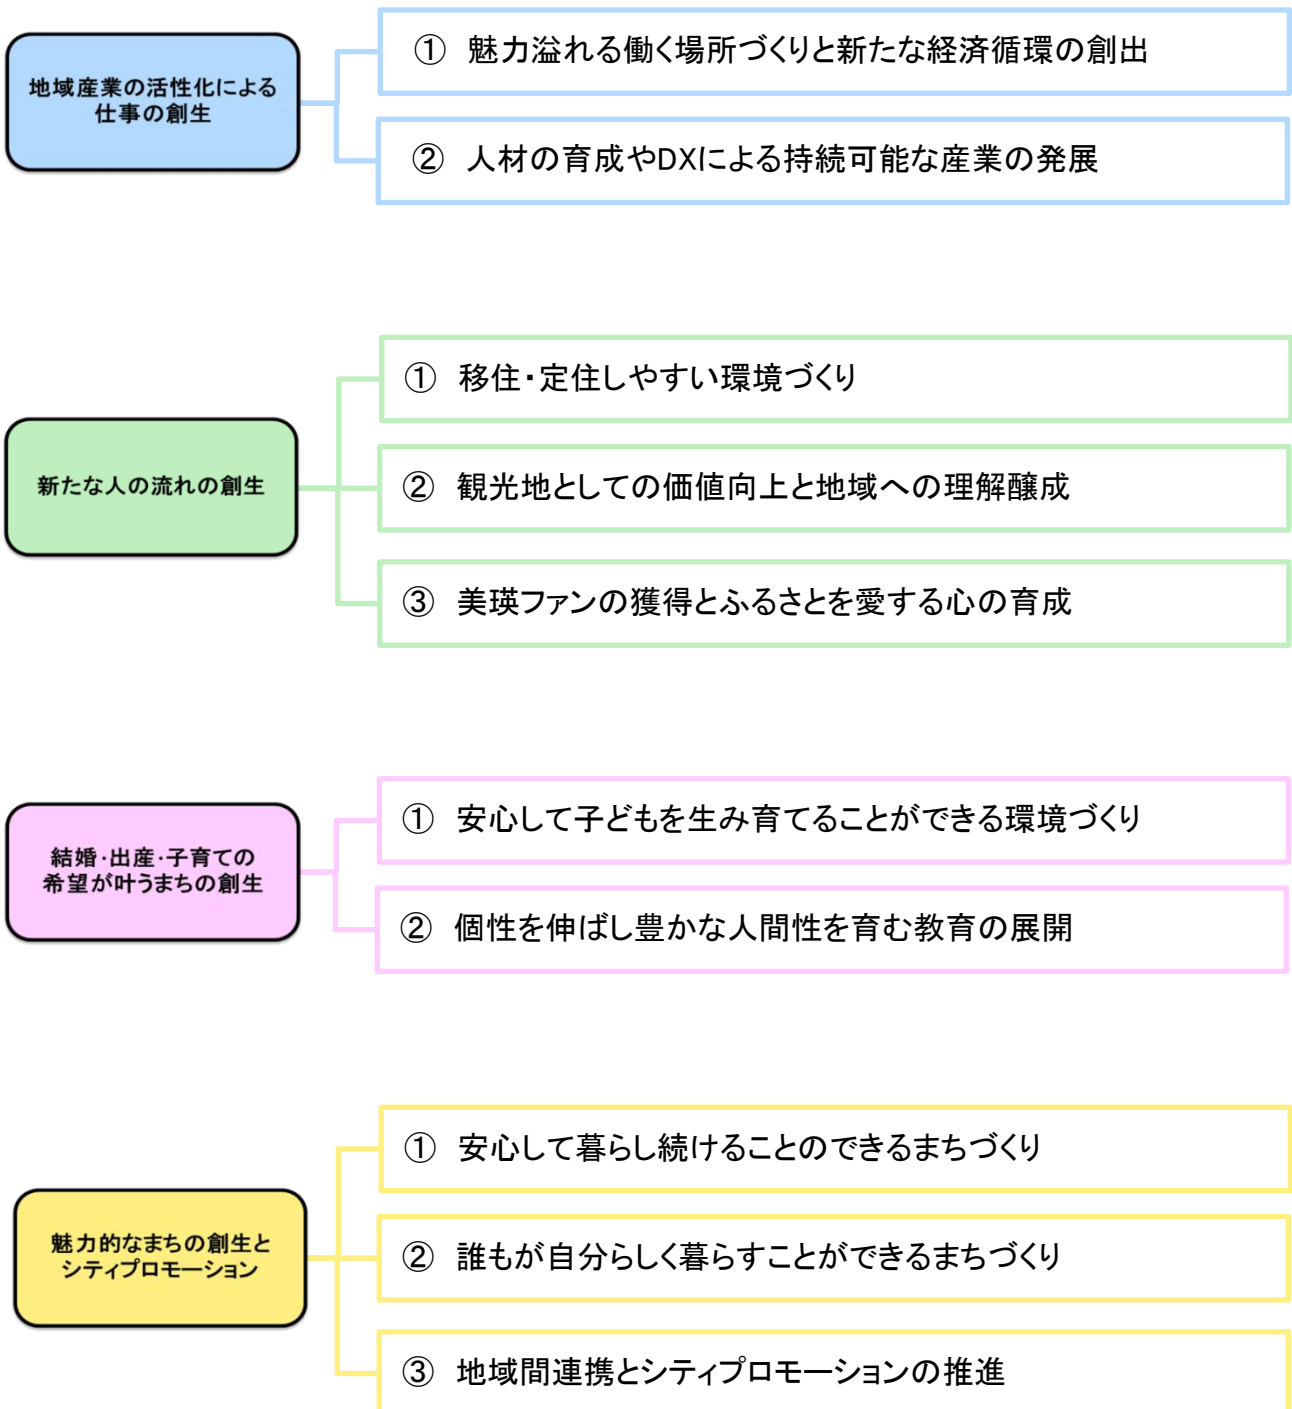 地域産業の活性化による
仕事の創生
① 魅力溢れる働く場所づくりと新たな経済循環の創出
② 人材の育成やDXによる持続可能な産業の発展
新たな人の流れの創生
① 移住・定住しやすい環境づくり
② 観光地としての価値向上と地域への理解醸成
③ 美瑛ファンの獲得とふるさとを愛する心の育成
結婚・出産・子育ての
希望が叶うまちの創生
① 安心して子どもを生み育てることができる環境づくり
② 個性を伸ばし豊かな人間性を育む教育の展開
魅力的なまちの創生と
シティプロモーション
① 安心して暮らし続けることのできるまちづくり
② 誰もが自分らしく暮らすことができるまちづくり
③ 地域間連携とシティプロモーションの推進